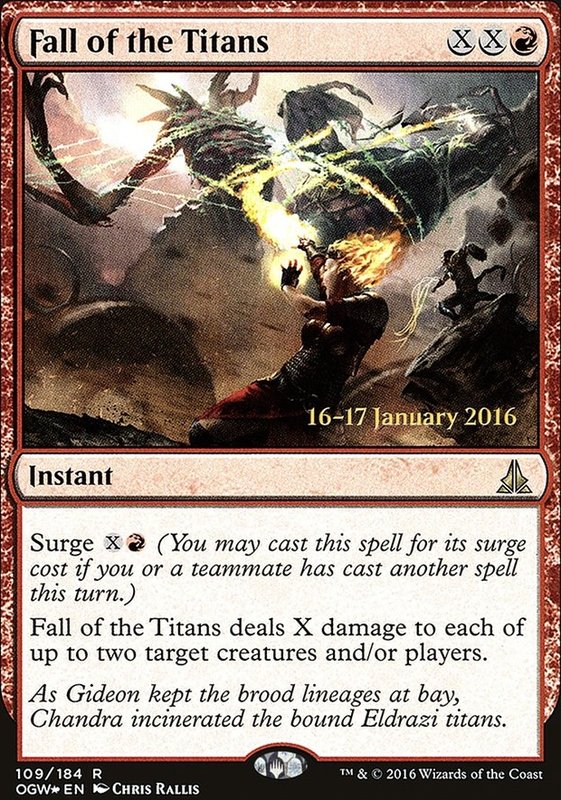 Fall of the Titans XX
16–17 January 2016
Instant
Surge X (You may cast this spell for its surge
cost if you or a teammate has cast another spell
this turn.)
Fall of the Titans deals X damage to each of
up to two target creatures and/or players.
As Gideon kept the brood lineages at bay,
Chandra incinerated the bound Eldrazi titans.
109/184 R
OGW★EN Chris Rallis
™ & © 2016 Wizards of the Coast